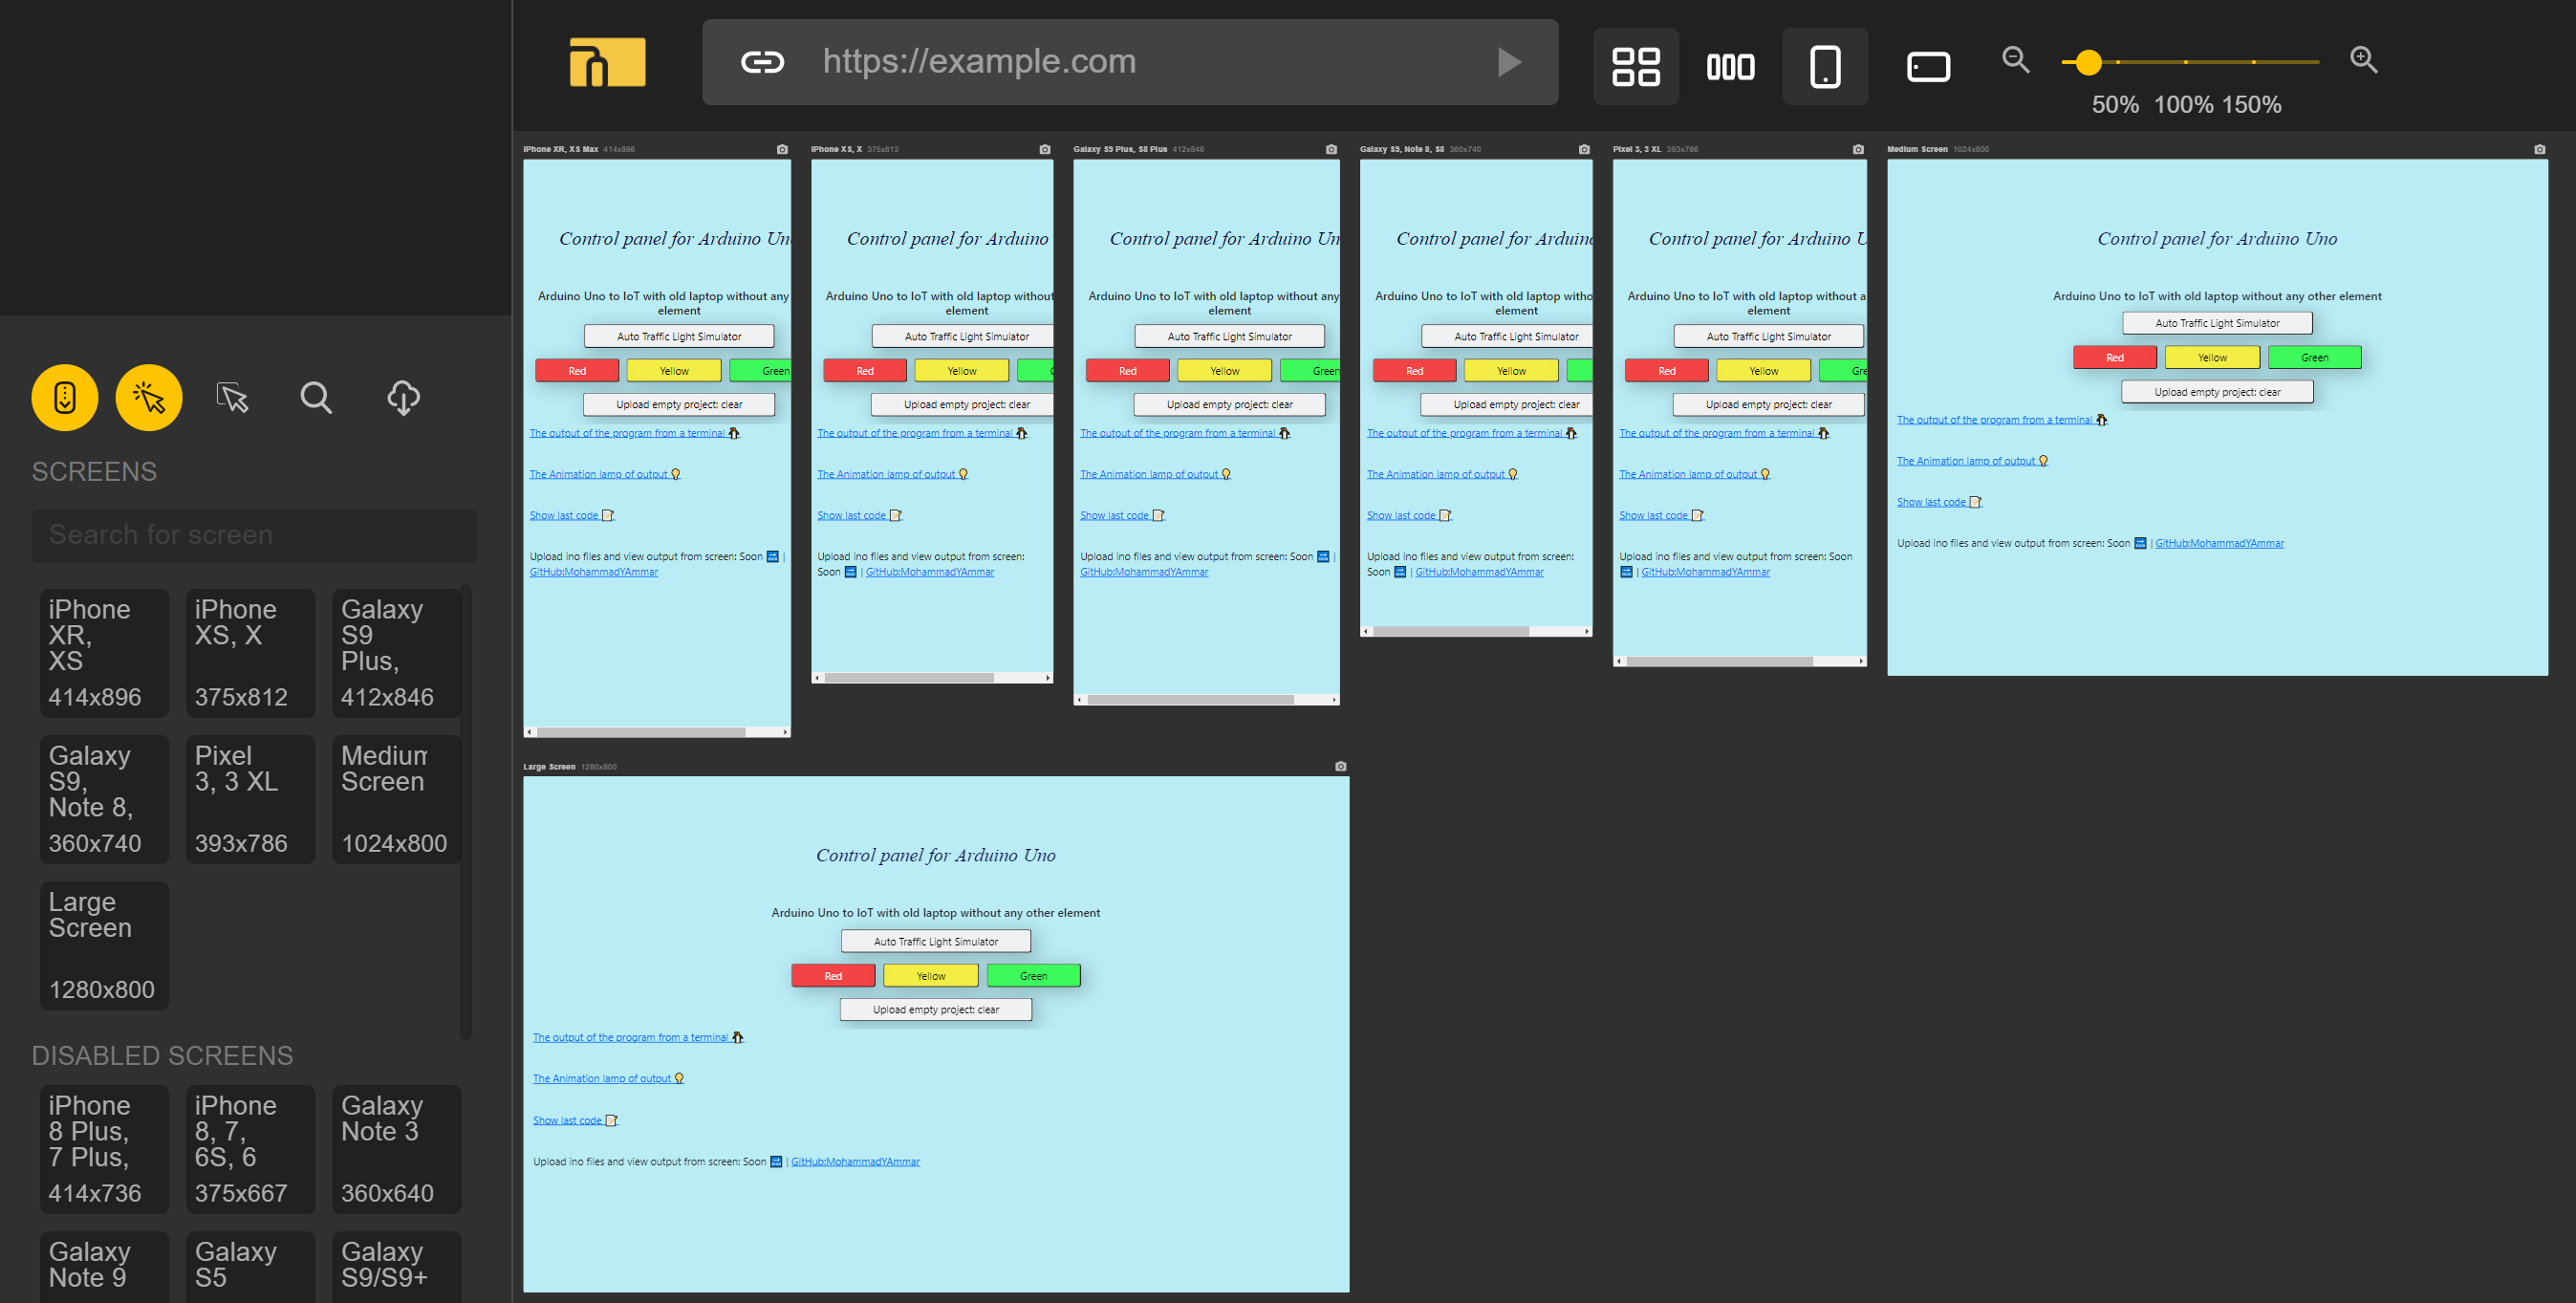 https://example.com
50% 100% 150%
SCREENS
Search for screen
iPhone
XR,
XS
414x896
iPhone
XS, X
375x812
Galaxy
S9
Plus,
412x846
Galaxy
S9,
Note 8,
360x740
Pixel
3, 3 XL
393x786
Medium
Screen
1024x800
Large
Screen
1280x800
DISABLED SCREENS
iPhone
8 Plus,
7 Plus,
414x736
iPhone
8, 7,
6S, 6
375x667
Galaxy
Note 3
360x640
Galaxy
Note 9
Galaxy
S5
Galaxy
S9/S9+
iPhone XR, XS Max 414x896
Control panel for Arduino Un
Arduino Uno to IoT with old laptop without any
element
Auto Traffic Light Simulator
Red Yellow Green
Upload empty project: clear
The output of the program from a terminal
The Animation lamp of output
Show last code
Upload ino files and view output from screen: Soon |
GitHub:MohammadYAmmar
iPhone XS, X 375x812
Control panel for Arduino
Arduino Uno to IoT with old laptop without
element
Auto Traffic Light Simulator
Red Yellow
Upload empty project: clear
The output of the program from a terminal
The Animation lamp of output
Show last code
Upload ino files and view output from screen:
Soon | GitHub:MohammadYAmmar
Galaxy S9 Plus, S8 Plus 412x846
Control panel for Arduino Un
Arduino Uno to IoT with old laptop without any
element
Auto Traffic Light Simulator
Red Yellow Green
Upload empty project: clear
The output of the program from a terminal
The Animation lamp of output
Show last code
Upload ino files and view output from screen: Soon |
GitHub:MohammadYAmmar
Galaxy S9, Note 8, S8 360x740
Control panel for Arduino
Arduino Uno to IoT with old laptop witho
element
Auto Traffic Light Simulator
Red Yellow
Upload empty project: clear
The output of the program from a terminal
The Animation lamp of output
Show last code
Upload ino files and view output from screen:
Soon | GitHub:MohammadYAmmar
Pixel 3, 3 XL 393x786
Control panel for Arduino U
Arduino Uno to IoT with old laptop without a
element
Auto Traffic Light Simulator
Red Yellow Gre
Upload empty project: clear
The output of the program from a terminal
The Animation lamp of output
Show last code
Upload ino files and view output from screen: Soon
| GitHub:MohammadYAmmar
Medium Screen 1024x800
Control panel for Arduino Uno
Arduino Uno to IoT with old laptop without any other element
Auto Traffic Light Simulator
Red Yellow Green
Upload empty project: clear
The output of the program from a terminal
The Animation lamp of output
Show last code
Upload ino files and view output from screen: Soon | GitHub:MohammadYAmmar
Large Screen 1280x800
Control panel for Arduino Uno
Arduino Uno to IoT with old laptop without any other element
Auto Traffic Light Simulator
Red Yellow Green
Upload empty project: clear
The output of the program from a terminal
The Animation lamp of output
Show last code
Upload ino files and view output from screen: Soon | GitHub:MohammadYAmmar